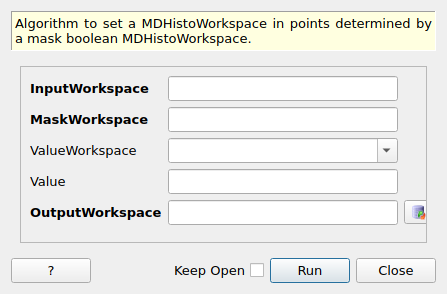 Algorithm to set a MDHistoWorkspace in points determined by
a mask boolean MDHistoWorkspace.
InputWorkspace
MaskWorkspace
ValueWorkspace
Value
OutputWorkspace
? Keep Open Run Close